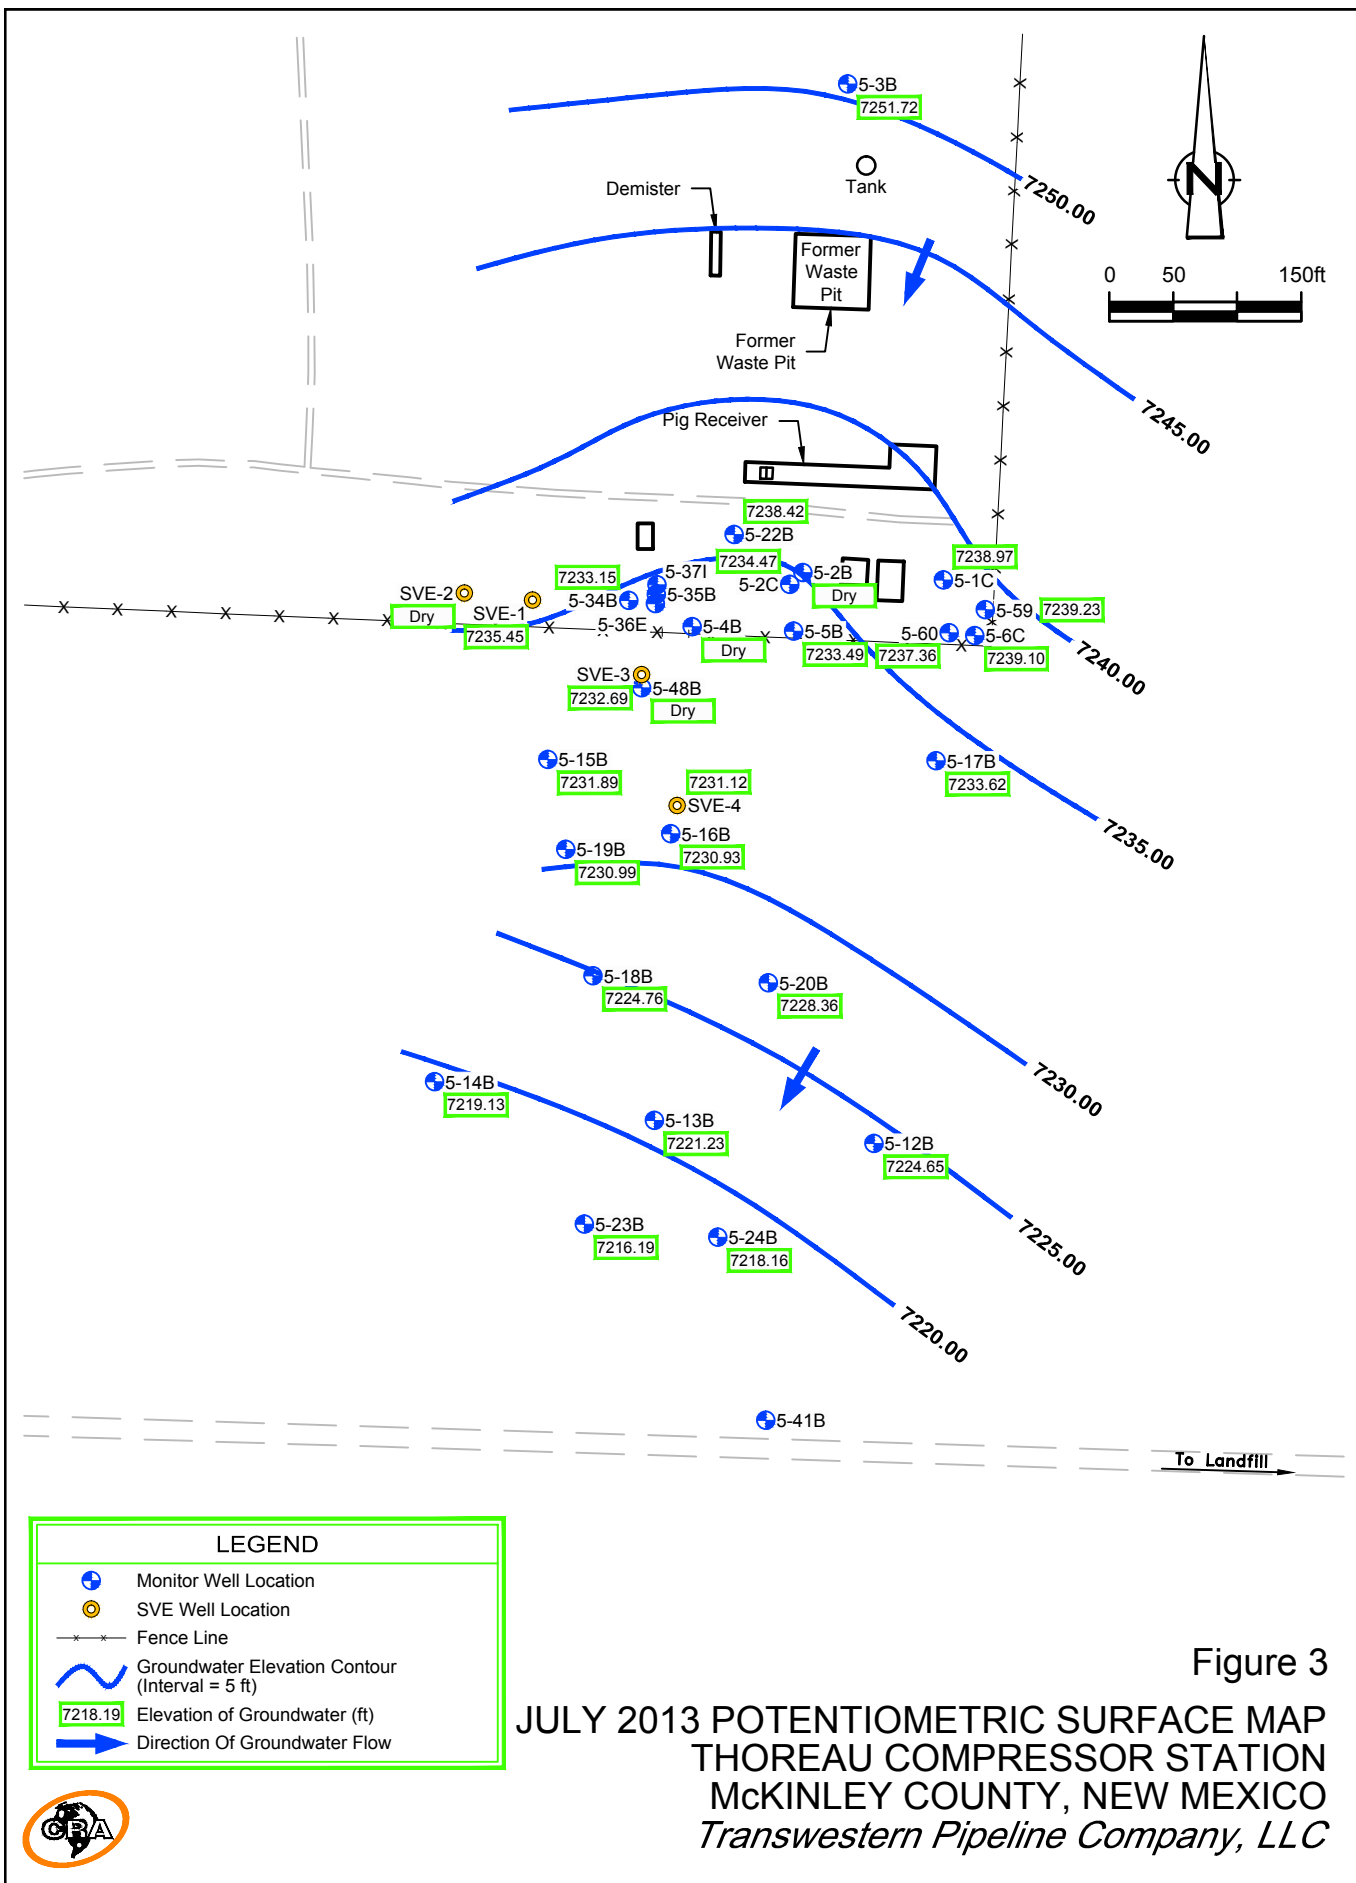 5-3B
7251.72
Tank
Demister
7250.00
N
0 50 150ft
Former
Waste
Pit
Former
Waste Pit
7245.00
Pig Receiver
7238.42
5-22B
7238.97
7234.47
5-37I
7233.15
5-2B
5-2C
5-1C
SVE-2
Dry
SVE-1
5-34B
5-35B
Dry
5-59
7239.23
7235.45
5-36E
5-4B
Dry
5-5B
7233.49
7237.36
5-60
5-6C
7239.10
7240.00
SVE-3
5-48B
7232.69
Dry
5-15B
7231.89
7231.12
SVE-4
5-17B
7233.62
5-16B
7230.93
7235.00
5-19B
7230.99
5-18B
7224.76
5-20B
7228.36
7230.00
5-14B
7219.13
5-13B
7221.23
5-12B
7224.65
5-23B
7216.19
5-24B
7218.16
7225.00
7220.00
5-41B
To Landfill
LEGEND
Monitor Well Location
SVE Well Location
Fence Line
Groundwater Elevation Contour
(Interval = 5 ft)
7218.19 Elevation of Groundwater (ft)
Direction Of Groundwater Flow
CRA
Figure 3
JULY 2013 POTENTIOMETRIC SURFACE MAP
THOREAU COMPRESSOR STATION
McKINLEY COUNTY, NEW MEXICO
Transwestern Pipeline Company, LLC